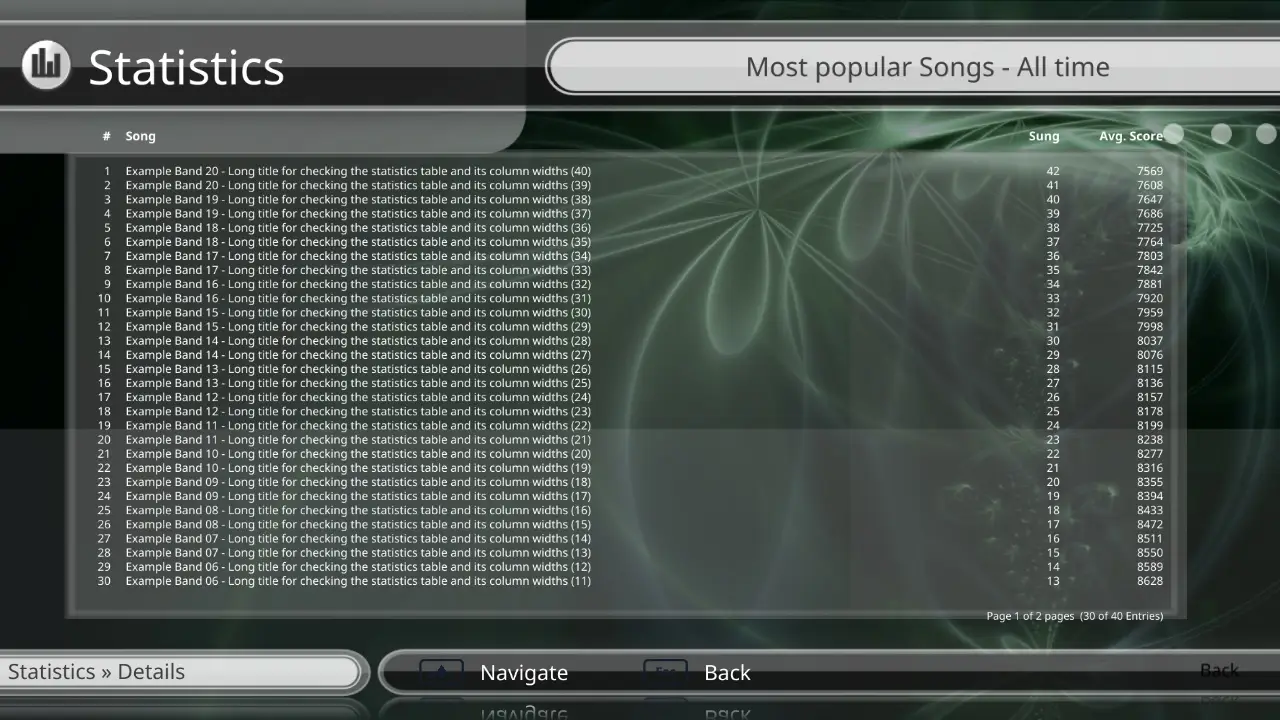 Statistics
Most popular Songs - All time
# Song Sung Avg. Score
1 Example Band 20 - Long title for checking the statistics table and its column widths (40) 42 7569
2 Example Band 20 - Long title for checking the statistics table and its column widths (39) 41 7608
3 Example Band 19 - Long title for checking the statistics table and its column widths (38) 40 7647
4 Example Band 19 - Long title for checking the statistics table and its column widths (37) 39 7686
5 Example Band 18 - Long title for checking the statistics table and its column widths (36) 38 7725
6 Example Band 18 - Long title for checking the statistics table and its column widths (35) 37 7764
7 Example Band 17 - Long title for checking the statistics table and its column widths (34) 36 7803
8 Example Band 17 - Long title for checking the statistics table and its column widths (33) 35 7842
9 Example Band 16 - Long title for checking the statistics table and its column widths (32) 34 7881
10 Example Band 16 - Long title for checking the statistics table and its column widths (31) 33 7920
11 Example Band 15 - Long title for checking the statistics table and its column widths (30) 32 7959
12 Example Band 15 - Long title for checking the statistics table and its column widths (29) 31 7998
13 Example Band 14 - Long title for checking the statistics table and its column widths (28) 30 8037
14 Example Band 14 - Long title for checking the statistics table and its column widths (27) 29 8076
15 Example Band 13 - Long title for checking the statistics table and its column widths (26) 28 8115
16 Example Band 13 - Long title for checking the statistics table and its column widths (25) 27 8136
17 Example Band 12 - Long title for checking the statistics table and its column widths (24) 26 8157
18 Example Band 12 - Long title for checking the statistics table and its column widths (23) 25 8178
19 Example Band 11 - Long title for checking the statistics table and its column widths (22) 24 8199
20 Example Band 11 - Long title for checking the statistics table and its column widths (21) 23 8238
21 Example Band 10 - Long title for checking the statistics table and its column widths (20) 22 8277
22 Example Band 10 - Long title for checking the statistics table and its column widths (19) 21 8316
23 Example Band 09 - Long title for checking the statistics table and its column widths (18) 20 8355
24 Example Band 09 - Long title for checking the statistics table and its column widths (17) 19 8394
25 Example Band 08 - Long title for checking the statistics table and its column widths (16) 18 8433
26 Example Band 08 - Long title for checking the statistics table and its column widths (15) 17 8472
27 Example Band 07 - Long title for checking the statistics table and its column widths (14) 16 8511
28 Example Band 07 - Long title for checking the statistics table and its column widths (13) 15 8550
29 Example Band 06 - Long title for checking the statistics table and its column widths (12) 14 8589
30 Example Band 06 - Long title for checking the statistics table and its column widths (11) 13 8628
Page 1 of 2 pages (30 of 40 Entries)
Statistics » Details
Navigate
Back
Back